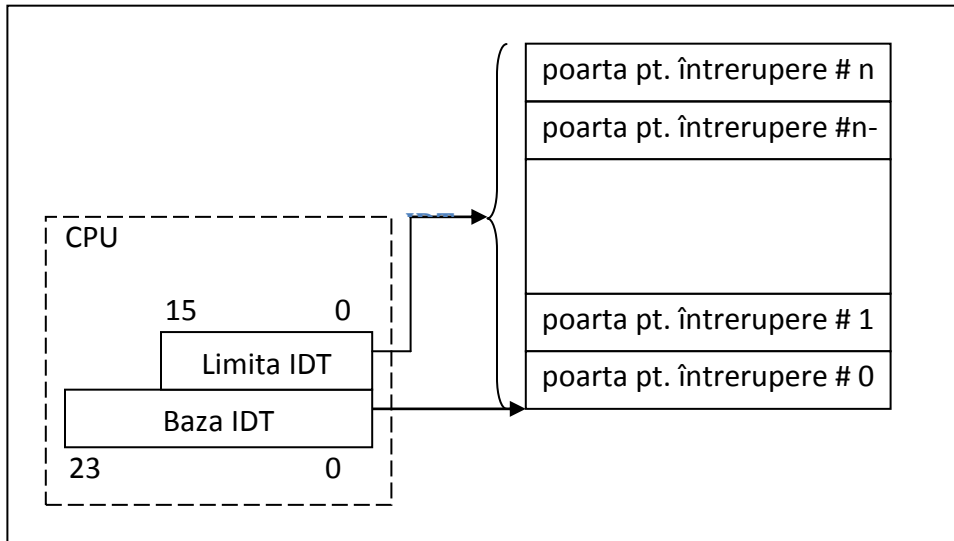 poarta pt. întrerupere # n
poarta pt. întrerupere #n-
CPU
15 0
Limita IDT
Baza IDT
23 0
poarta pt. întrerupere # 1
poarta pt. întrerupere # 0